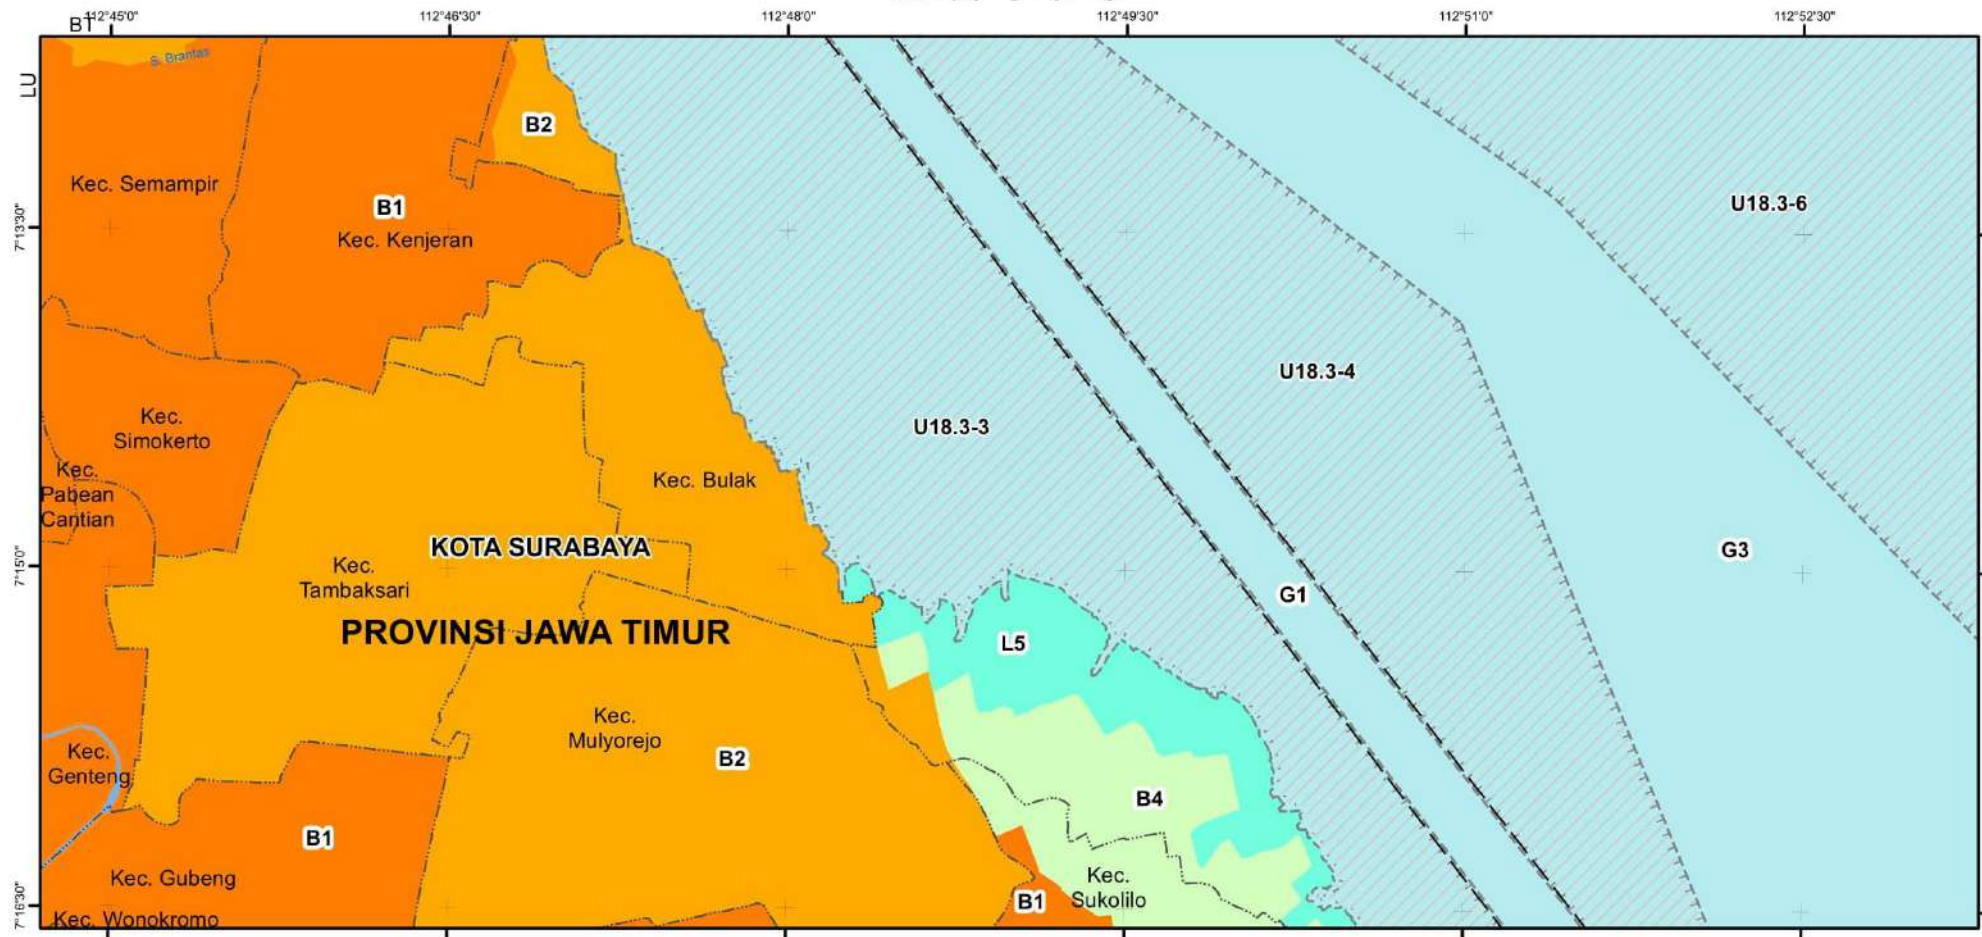 112°45'0"
112°46'30"
112°48'0"
112°49'30"
112°51'0"
112°52'30"
B1
LU
S. Brantas
B2
Kec. Semampir
B1
U18.3-6
7°13'30"
Kec. Kenjeran
U18.3-4
Kec.
Simokerto
U18.3-3
Kec.
Pabean
Cantian
Kec. Bulak
KOTA SURABAYA
G3
7°15'0"
Kec.
Tambaksari
G1
PROVINSI JAWA TIMUR
L5
Kec.
Mulyorejo
Kec.
Genteng
B2
B4
B1
Kec. Gubeng
Kec.
Sukolilo
B1
7°16'30"
Kec. Wonokromo